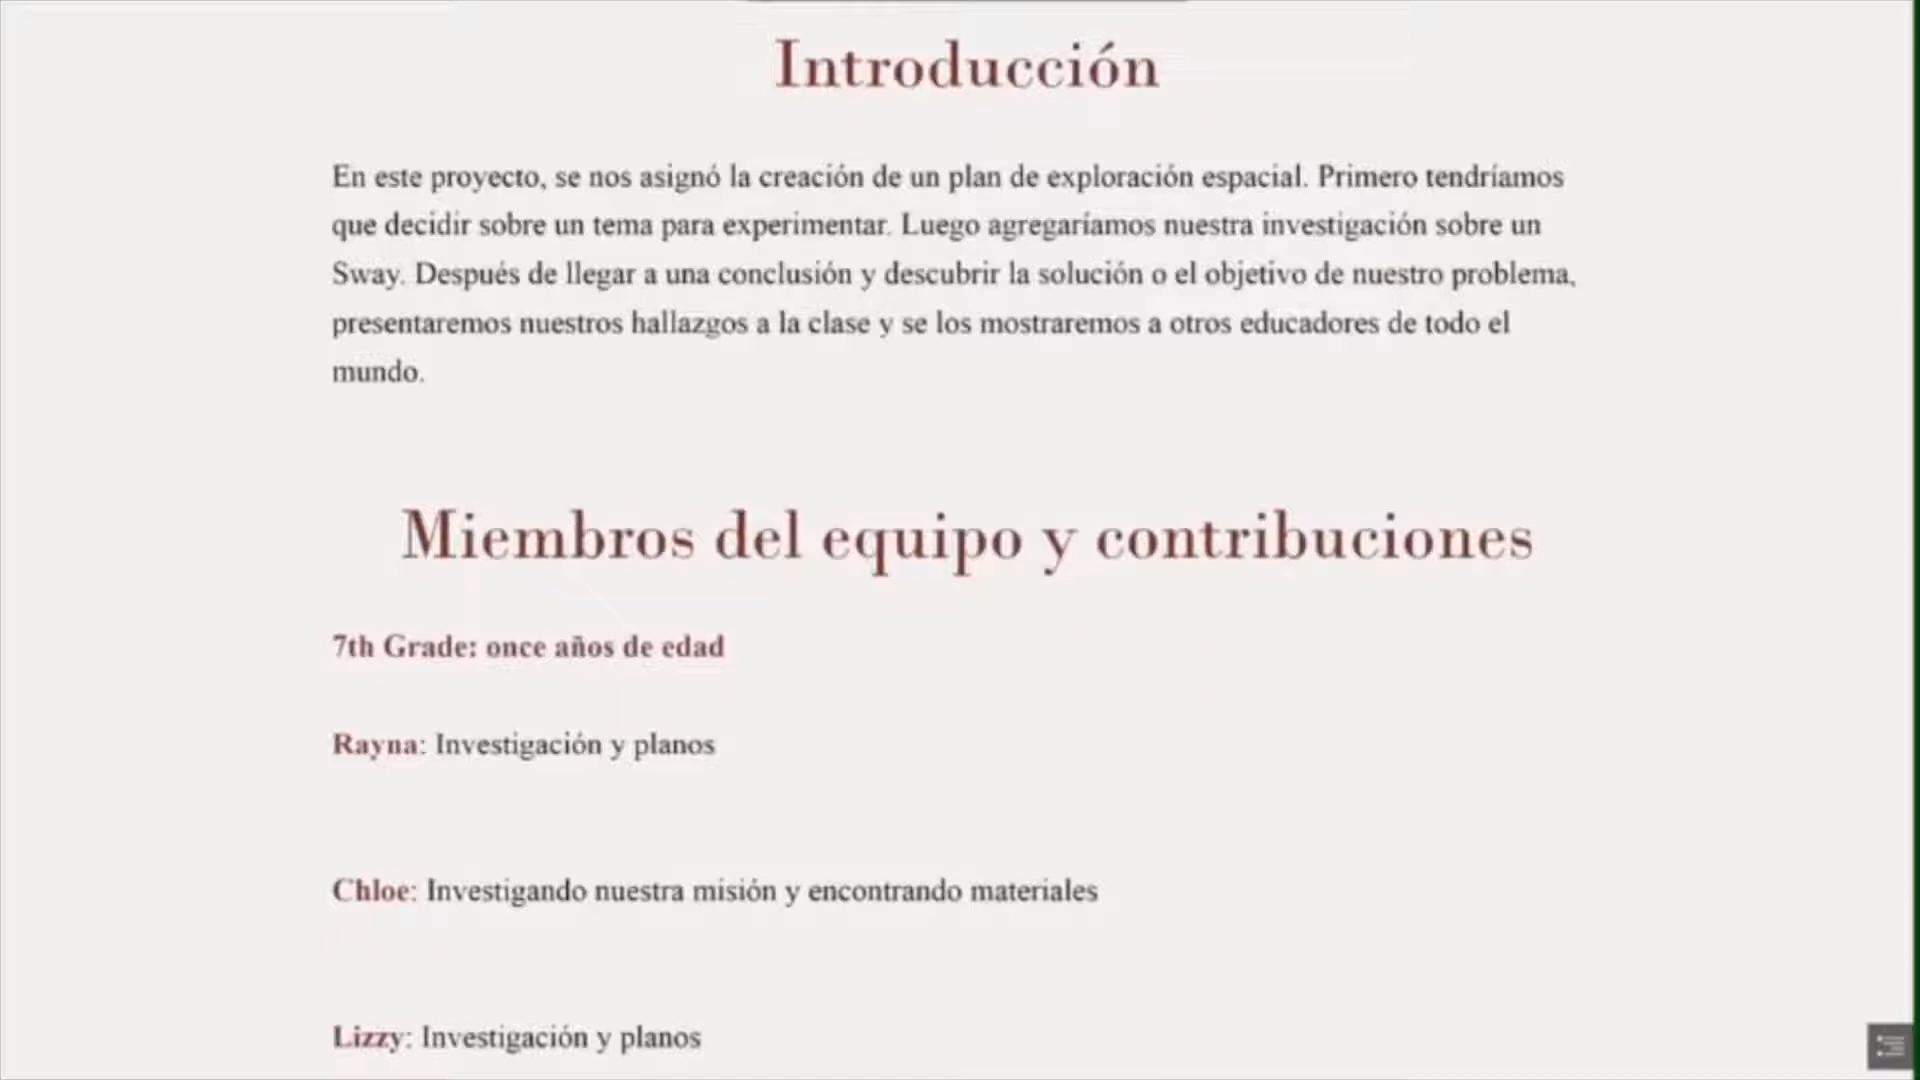 Introducción
En este proyecto, se nos asignó la creación de un plan de exploración espacial. Primero tendríamos
que decidir sobre un tema para experimentar. Luego agregaríamos nuestra investigación sobre un
Sway. Después de llegar a una conclusión y descubrir la solución o el objetivo de nuestro problema,
presentaremos nuestros hallazgos a la clase y se los mostraremos a otros educadores de todo el
mundo.
Miembros del equipo y contribuciones
7th Grade: once años de edad
Rayna: Investigación y planos
Chloe: Investigando nuestra misión y encontrando materiales
Lizzy: Investigación y planos